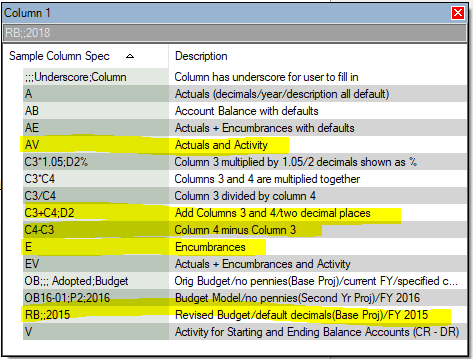 Column 1
RB;;2018
Sample Column Spec Description
;;;Underscore;Column Column has underscore for user to fill in
A Actuals (decimals/year/description all default)
AB Account Balance with defaults
AE Actuals + Encumbrances with defaults
AV Actuals and Activity
C3*1.05;D2% Column 3 multiplied by 1.05/2 decimals shown as %
C3*C4 Columns 3 and 4 are multiplied together
C3/C4 Column 3 divided by column 4
C3+C4;D2 Add Columns 3 and 4/two decimal places
C4-C3 Column 4 minus Column 3
E Encumbrances
EV Actuals + Encumbrances and Activity
OB;;; Adopted;Budget Orig Budget/no pennies(Base Proj)/current FY/specified c...
OB16-01;P2;2016 Budget Model/no pennies(Second Yr Proj)/FY 2016
RB;;2015 Revised Budget/default decimals(Base Proj)/FY 2015
V Activity for Starting and Ending Balance Accounts (CR - DR)